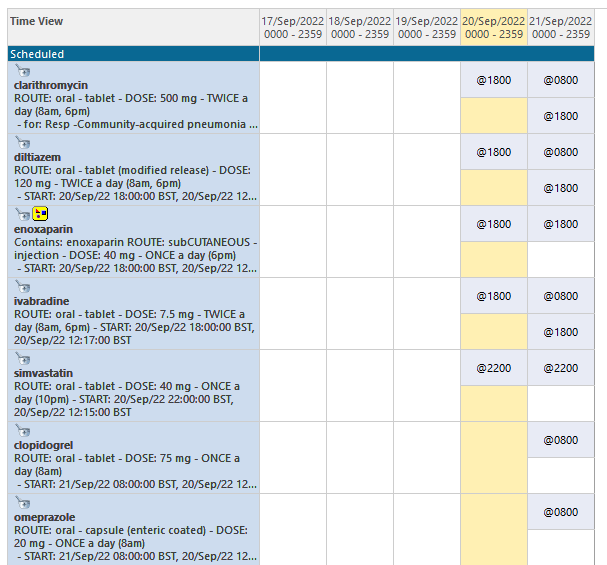 Time View 17/Sep/2022 18/Sep/2022 19/Sep/2022 20/Sep/2022 21/Sep/2022
0000 - 2359 0000 - 2359 0000 - 2359 0000 - 2359 0000 - 2359
Scheduled
clarithromycin @1800 @0800
ROUTE: oral - tablet - DOSE: 500 mg - TWICE a
day (8am, 6pm) @1800
- for: Resp -Community-acquired pneumonia ...
diltiazem @1800 @0800
ROUTE: oral - tablet (modified release) - DOSE:
120 mg - TWICE a day (8am, 6pm) @1800
- START: 20/Sep/22 18:00:00 BST, 20/Sep/22 12...
enoxaparin @1800 @1800
Contains: enoxaparin ROUTE: subCUTANEOUS -
injection - DOSE: 40 mg - ONCE a day (6pm)
- START: 20/Sep/22 18:00:00 BST, 20/Sep/22 12...
ivabradine @1800 @0800
ROUTE: oral - tablet - DOSE: 7.5 mg - TWICE a
day (8am, 6pm) - START: 20/Sep/22 18:00:00 BST, @1800
20/Sep/22 12:17:00 BST
simvastatin @2200 @2200
ROUTE: oral - tablet - DOSE: 40 mg - ONCE a
day (10pm) - START: 20/Sep/22 22:00:00 BST,
20/Sep/22 12:15:00 BST
clopidogrel @0800
ROUTE: oral - tablet - DOSE: 75 mg - ONCE a
day (8am)
- START: 21/Sep/22 08:00:00 BST, 20/Sep/22 12...
omeprazole @0800
ROUTE: oral - capsule (enteric coated) - DOSE:
20 mg - ONCE a day (8am)
- START: 21/Sep/22 08:00:00 BST, 20/Sep/22 12...